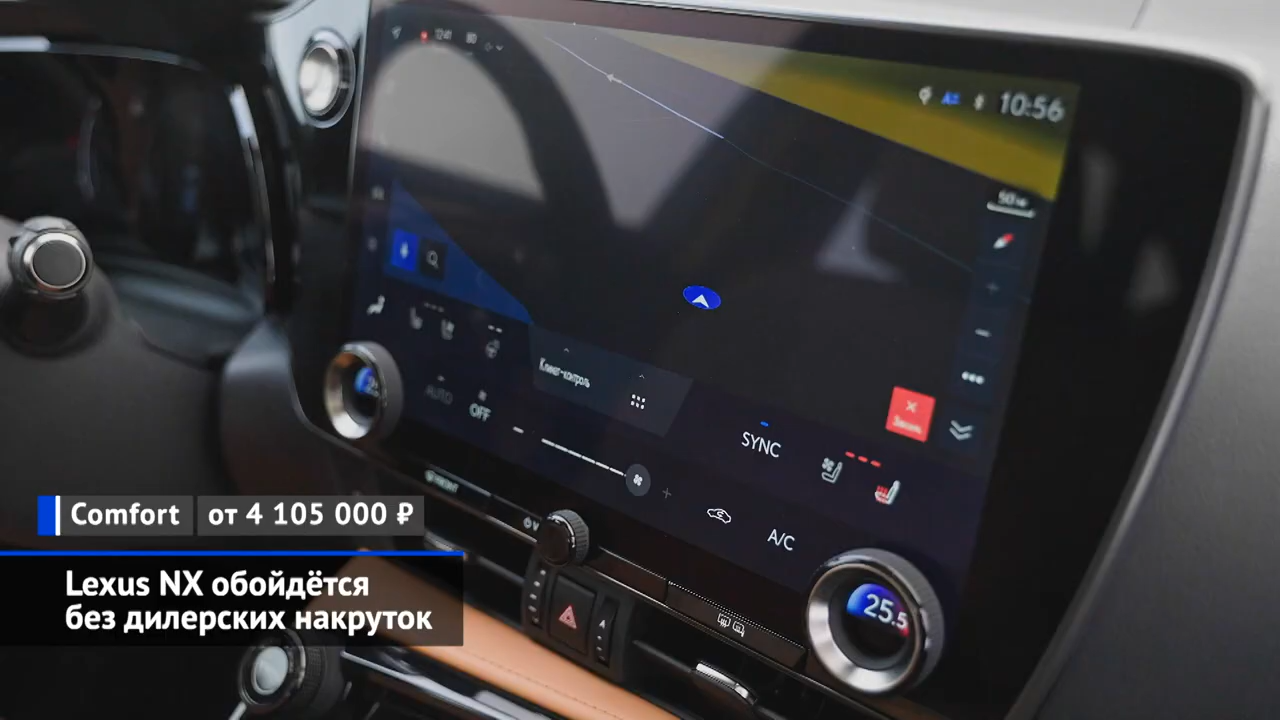 10:56
Климат-контроль
AUTO
OFF
SYNC
A/C
25.5
FRONT
Comfort
от 4 105 000 ₽
Lexus NX обойдётся
без дилерских накруток